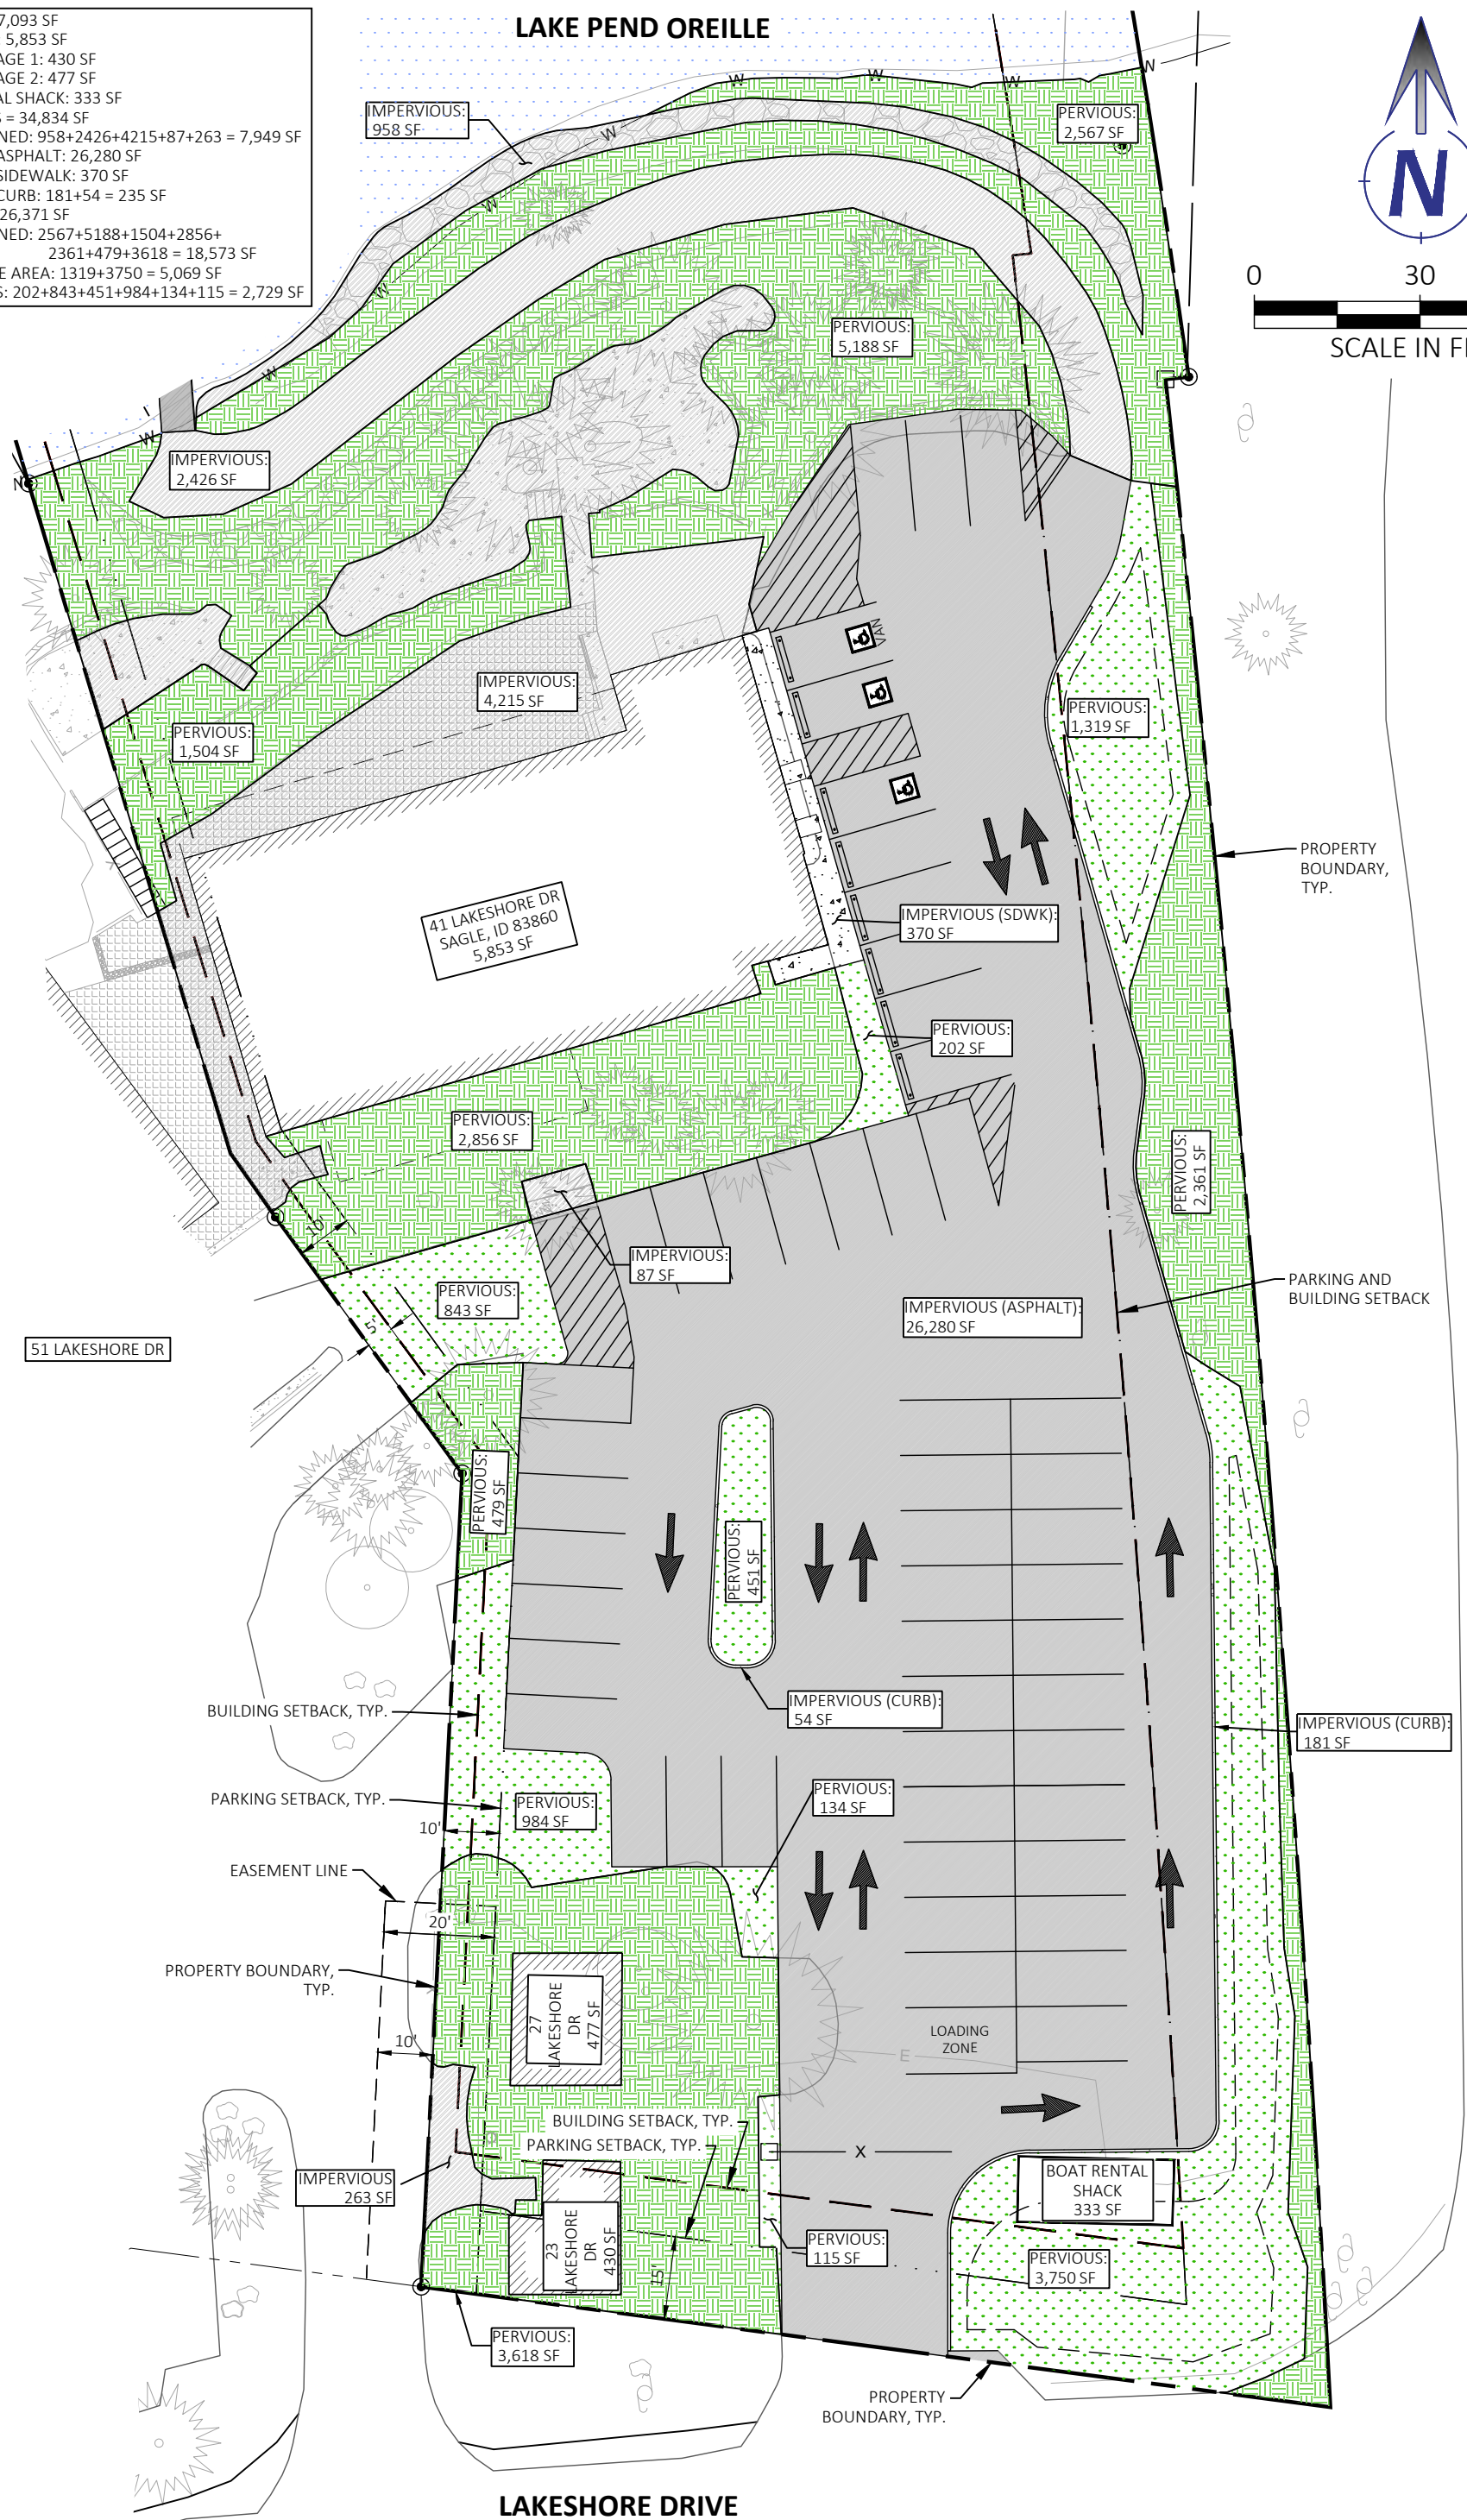 7,093 SF
5,853 SF
AGE 1: 430 SF
AGE 2: 477 SF
AL SHACK: 333 SF
= 34,834 SF
NED: 958+2426+4215+87+263 = 7,949 SF
ASPHALT: 26,280 SF
SIDEWALK: 370 SF
CURB: 181+54 = 235 SF
26,371 SF
NED: 2567+5188+1504+2856+
2361+479+3618 = 18,573 SF
E AREA: 1319+3750 = 5,069 SF
S: 202+843+451+984+134+115 = 2,729 SF
LAKE PEND OREILLE
N
0 30
SCALE IN F
IMPERVIOUS:
958 SF
PERVIOUS:
2,567 SF
W
W
W
W
W
W
W
W
W
PERVIOUS:
5,188 SF
IMPERVIOUS:
2,426 SF
VAN
IMPERVIOUS:
4,215 SF
PERVIOUS:
1,319 SF
PERVIOUS:
1,504 SF
PROPERTY
BOUNDARY,
TYP.
41 LAKESHORE DR
SAGLE, ID 83860
5,853 SF
IMPERVIOUS (SDWK):
370 SF
PERVIOUS:
202 SF
PERVIOUS:
2,856 SF
PERVIOUS:
2,361 SF
10'
IMPERVIOUS:
87 SF
PERVIOUS:
843 SF
5'
PARKING AND
BUILDING SETBACK
IMPERVIOUS (ASPHALT):
26,280 SF
51 LAKESHORE DR
PERVIOUS:
479 SF
PERVIOUS:
451 SF
BUILDING SETBACK, TYP.
IMPERVIOUS (CURB):
54 SF
IMPERVIOUS (CURB):
181 SF
PARKING SETBACK, TYP.
PERVIOUS:
984 SF
PERVIOUS:
134 SF
10'
EASEMENT LINE
20'
PROPERTY BOUNDARY,
TYP.
27
LAKESHORE
DR
477 SF
10'
LOADING
ZONE
E
BUILDING SETBACK, TYP.
PARKING SETBACK, TYP.
X
IMPERVIOUS
263 SF
BOAT RENTAL
SHACK
333 SF
23
LAKESHORE
DR
430 SF
15'
PERVIOUS:
115 SF
PERVIOUS:
3,750 SF
PERVIOUS:
3,618 SF
PROPERTY
BOUNDARY, TYP.
LAKESHORE DRIVE